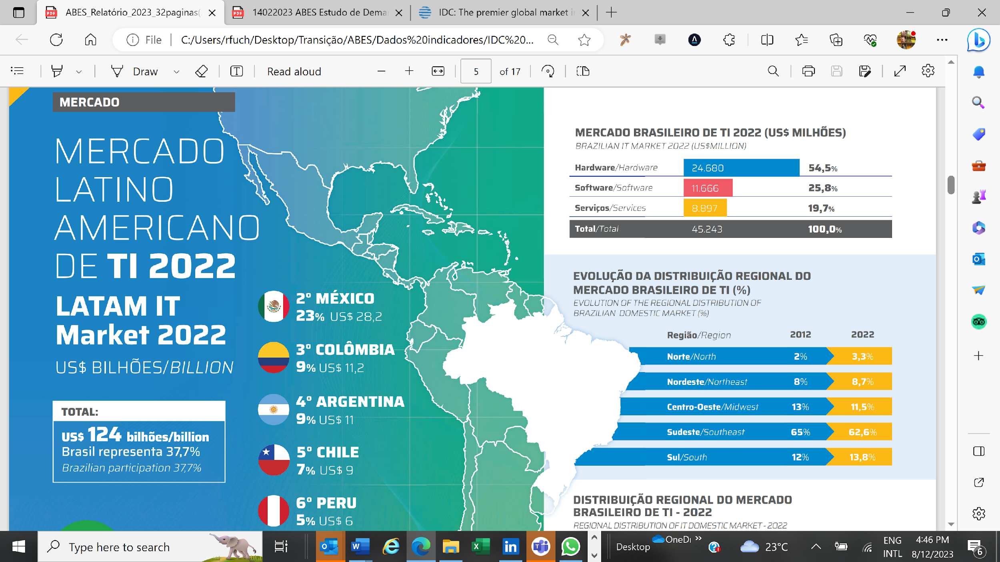 ABES_Relatório_2023_32paginas(
14022023 ABES Estudo de Dema
IDC: The premier global market i
File
C:/Users/rfuch/Desktop/Transição/ABES/Dados%20indicadores/IDC%20...
Draw
Read aloud
5
of 17
MERCADO
MERCADO
LATINO
AMERICANO
DE TI 2022
LATAM IT
Market 2022
US$ BILHÕES/BILLION
TOTAL:
US$ 124 bilhões/billion
Brasil representa 37,7%
Brazilian participation 37,7%
2º MÉXICO
23% US$ 28,2
3º COLÔMBIA
9% US$ 11,2
4º ARGENTINA
9% US$ 11
5º CHILE
7% US$ 9
6º PERU
5% US$ 6
MERCADO BRASILEIRO DE TI 2022 (US$ MILHÕES)
BRAZILIAN IT MARKET 2022 (US$MILLION)
Hardware/Hardware 24.680 54,5%
Software/Software 11.666 25,8%
Serviços/Services 8.897 19,7%
Total/Total 45.243 100,0%
EVOLUÇÃO DA DISTRIBUIÇÃO REGIONAL DO
MERCADO BRASILEIRO DE TI (%)
EVOLUTION OF THE REGIONAL DISTRIBUTION OF
BRAZILIAN DOMESTIC MARKET (%)
Região/Region 2012 2022
Norte/North 2% 3,3%
Nordeste/Northeast 8% 8,7%
Centro-Oeste/Midwest 13% 11,5%
Sudeste/Southeast 65% 62,6%
Sul/South 12% 13,8%
DISTRIBUIÇÃO REGIONAL DO MERCADO
BRASILEIRO DE TI - 2022
REGIONAL DISTRIBUTION OF IT DOMESTIC MARKET - 2022
Type here to search
Desktop
OneDr
23°C
ENG
INTL
4:46 PM
8/12/2023
6